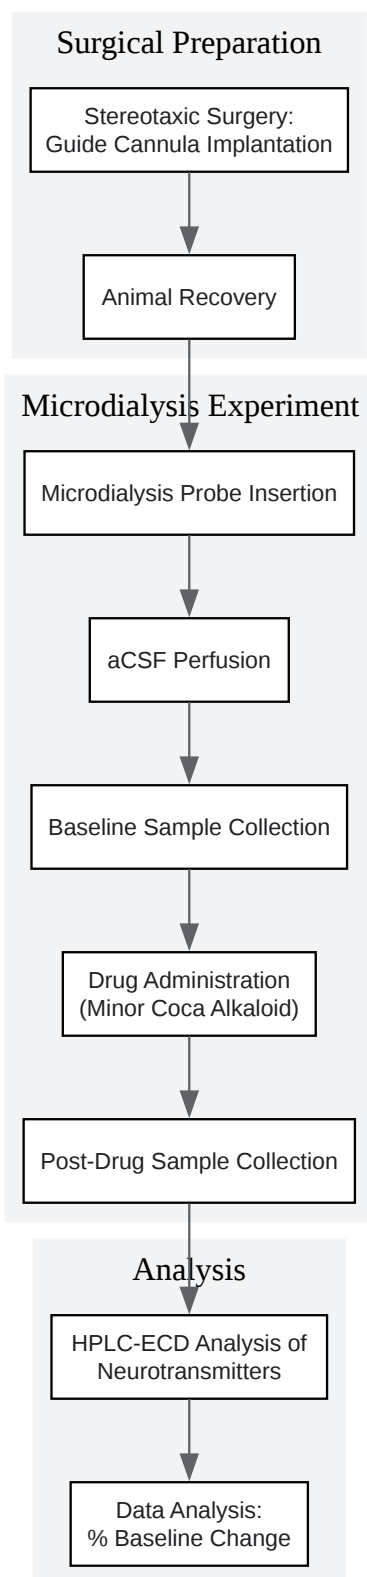 Surgical Preparation
Stereotaxic Surgery:
Guide Cannula Implantation
Animal Recovery
Microdialysis Experiment
Microdialysis Probe Insertion
aCSF Perfusion
Baseline Sample Collection
Drug Administration
(Minor Coca Alkaloid)
Post-Drug Sample Collection
Analysis
HPLC-ECD Analysis of
Neurotransmitters
Data Analysis:
% Baseline Change